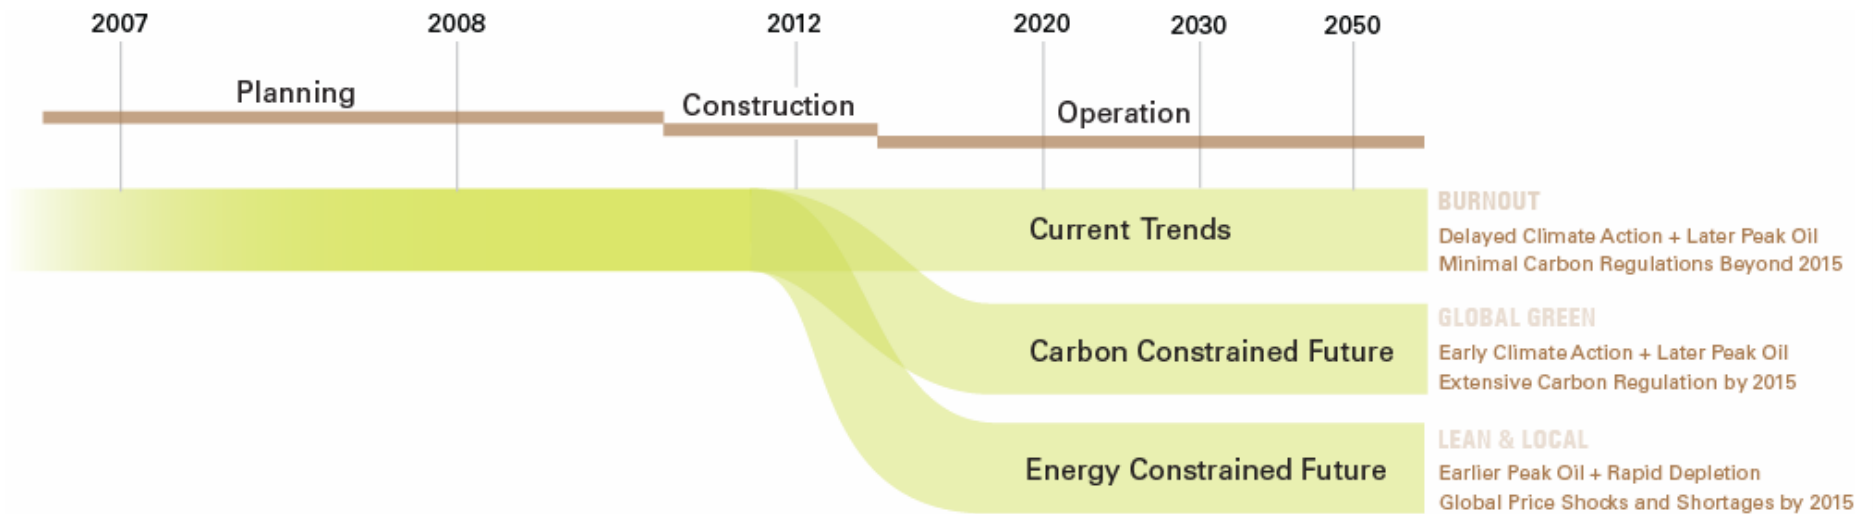 2007 2008 2012 2020 2030 2050
Planning
Construction
Operation
Current Trends
BURNOUT
Delayed Climate Action + Later Peak Oil
Minimal Carbon Regulations Beyond 2015
Carbon Constrained Future
GLOBAL GREEN
Early Climate Action + Later Peak Oil
Extensive Carbon Regulation by 2015
Energy Constrained Future
LEAN & LOCAL
Earlier Peak Oil + Rapid Depletion
Global Price Shocks and Shortages by 2015